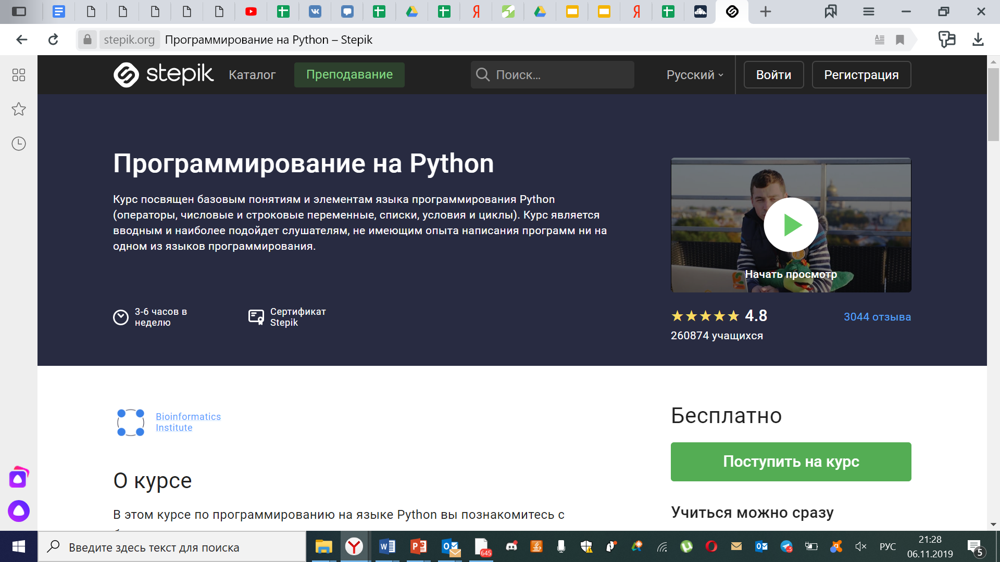 stepik.org Программирование на Python – Stepik
stepik Каталог Преподавание Поиск... Русский Войти Регистрация
Программирование на Python
Курс посвящен базовым понятиям и элементам языка программирования Python
(операторы, числовые и строковые переменные, списки, условия и циклы). Курс является
вводным и наиболее подойдет слушателям, не имеющим опыта написания программ ни на
одном из языков программирования.
Начать просмотр
3-6 часов в
неделю
Сертификат
Stepik
4.8 3044 отзыва
260874 учащихся
Bioinformatics
Institute
Бесплатно
Поступить на курс
О курсе
Учиться можно сразу
В этом курсе по программированию на языке Python вы познакомитесь с
Введите здесь текст для поиска
645
РУС
21:28
06.11.2019
5